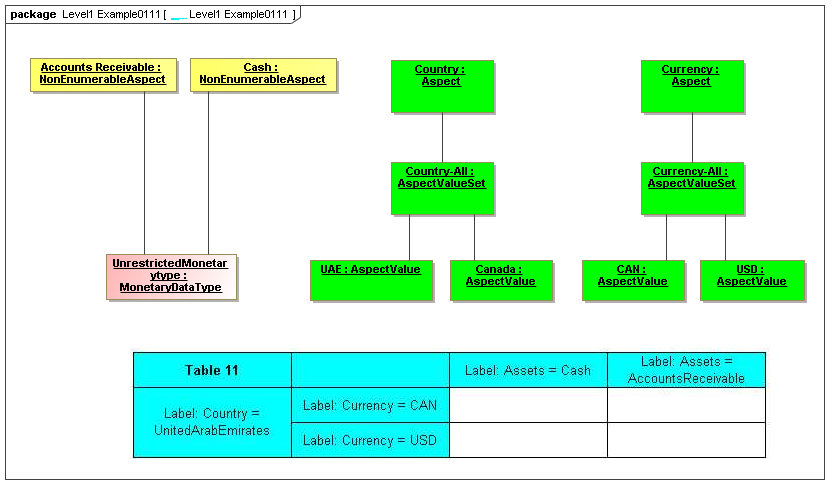 package Level1 Example0111 [ Level1 Example0111 ]
Accounts Receivable :
NonEnumerableAspect
Cash :
NonEnumerableAspect
Country :
Aspect
Currency :
Aspect
Country-All :
AspectValueSet
Currency-All :
AspectValueSet
UnrestrictedMonetar
ytype :
MonetaryDataType
UAE : AspectValue
Canada :
AspectValue
CAN :
AspectValue
USD :
AspectValue
Table 11
Label: Assets = Cash
Label: Assets =
AccountsReceivable
Label: Country =
UnitedArabEmirates
Label: Currency = CAN
Label: Currency = USD